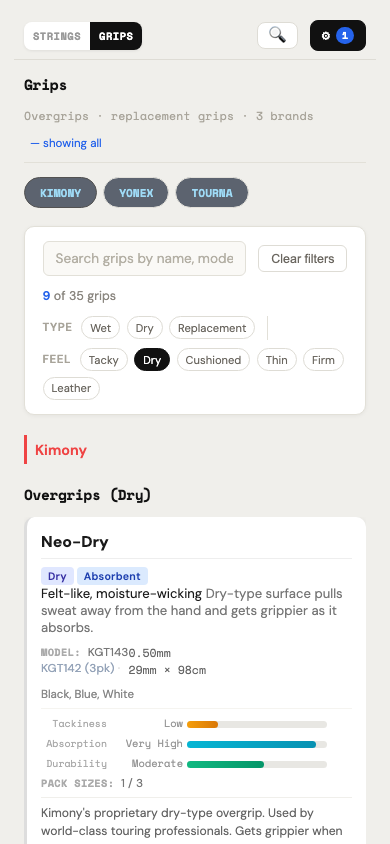 STRINGS GRIPS 🔍 ⚙ 1
Grips
Overgrips · replacement grips · 3 brands
— showing all
KIMONY YONEX TOURNA
Search grips by name, mode Clear filters
9 of 35 grips
TYPE Wet Dry Replacement
FEEL Tacky Dry Cushioned Thin Firm
Leather
Kimony
Overgrips (Dry)
Neo-Dry
Dry Absorbent
Felt-like, moisture-wicking Dry-type surface pulls
sweat away from the hand and gets grippier as it
absorbs.
MODEL: KGT143 0.50mm
KGT142 (3pk) · 29mm × 98cm
Black, Blue, White
Tackiness Low
Absorption Very High
Durability Moderate
PACK SIZES: 1 / 3
Kimony's proprietary dry-type overgrip. Used by
world-class touring professionals. Gets grippier when